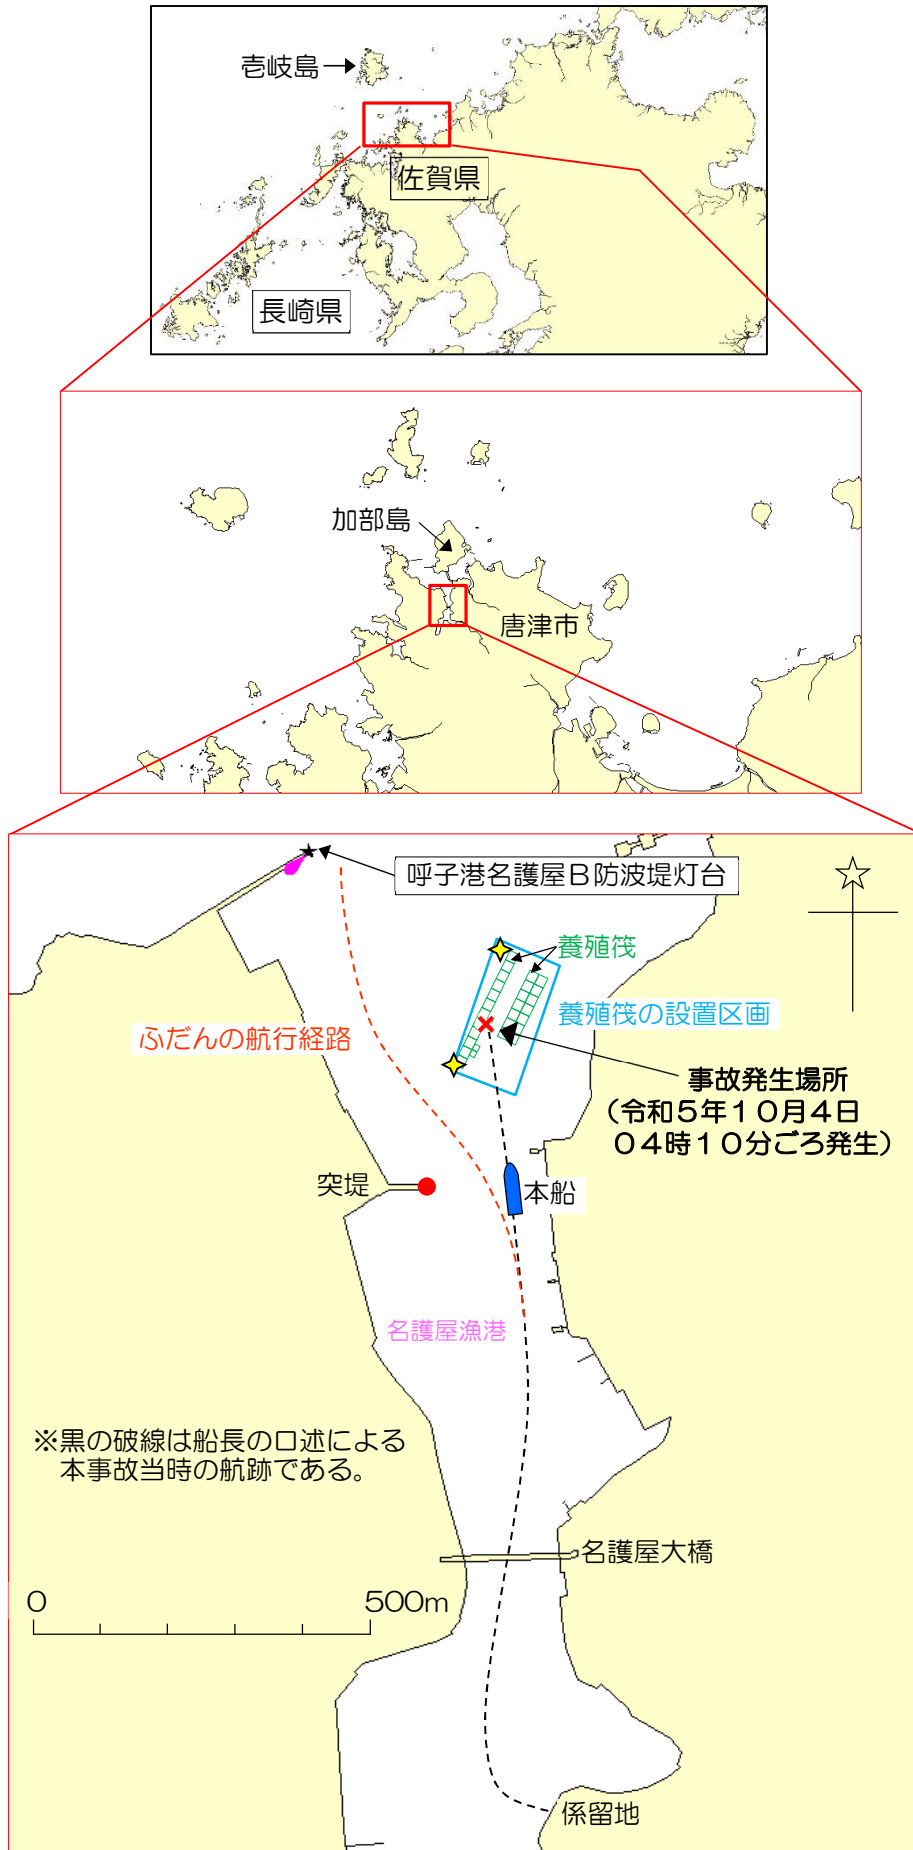 壱岐島
佐賀県
長崎県
加部島
唐津市
呼子港名護屋B防波堤灯台
養殖筏
養殖筏の設置区画
ふだんの航行経路
事故発生場所
(令和5年10月4日
04時10分ごろ発生)
突堤
本船
名護屋漁港
※黒の破線は船長の口述による
本事故当時の航跡である。
名護屋大橋
0
500m
係留地